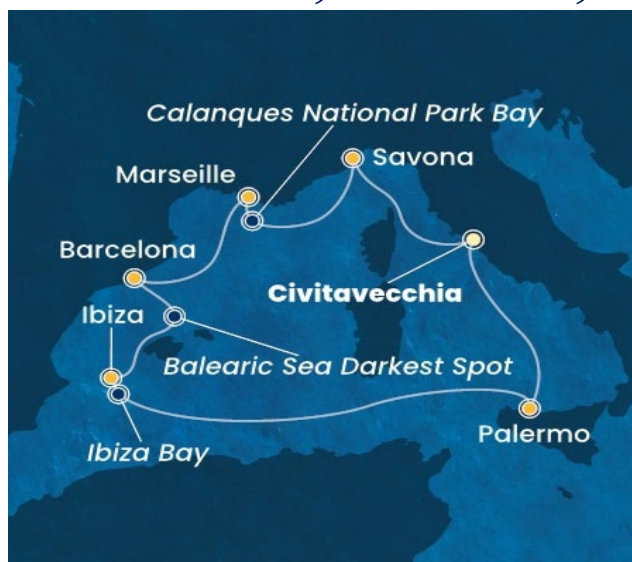 Calanques National Park Bay
Savona
Marseille
Barcelona
Civitavecchia
Ibiza
Balearic Sea Darkest Spot
Palermo
Ibiza Bay